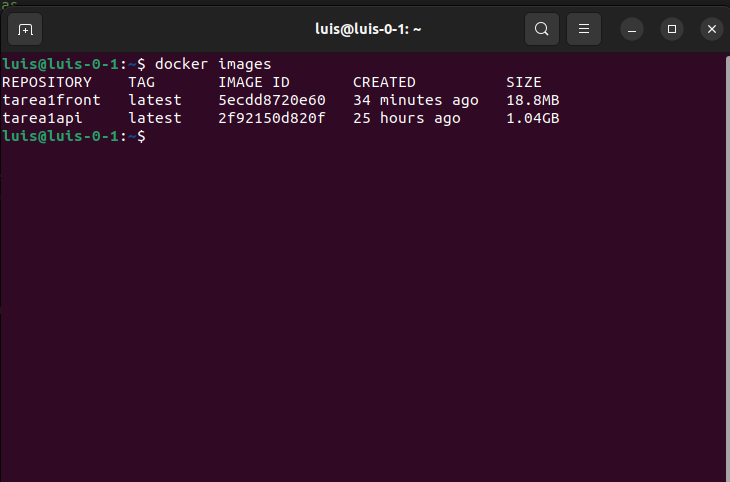 luis@luis-0-1: ~
luis@luis-0-1:~$ docker images
REPOSITORY    TAG       IMAGE ID       CREATED          SIZE
tarea1front   latest    5ecdd8720e60   34 minutes ago   18.8MB
tarea1api     latest    2f92150d820f   25 hours ago     1.04GB
luis@luis-0-1:~$